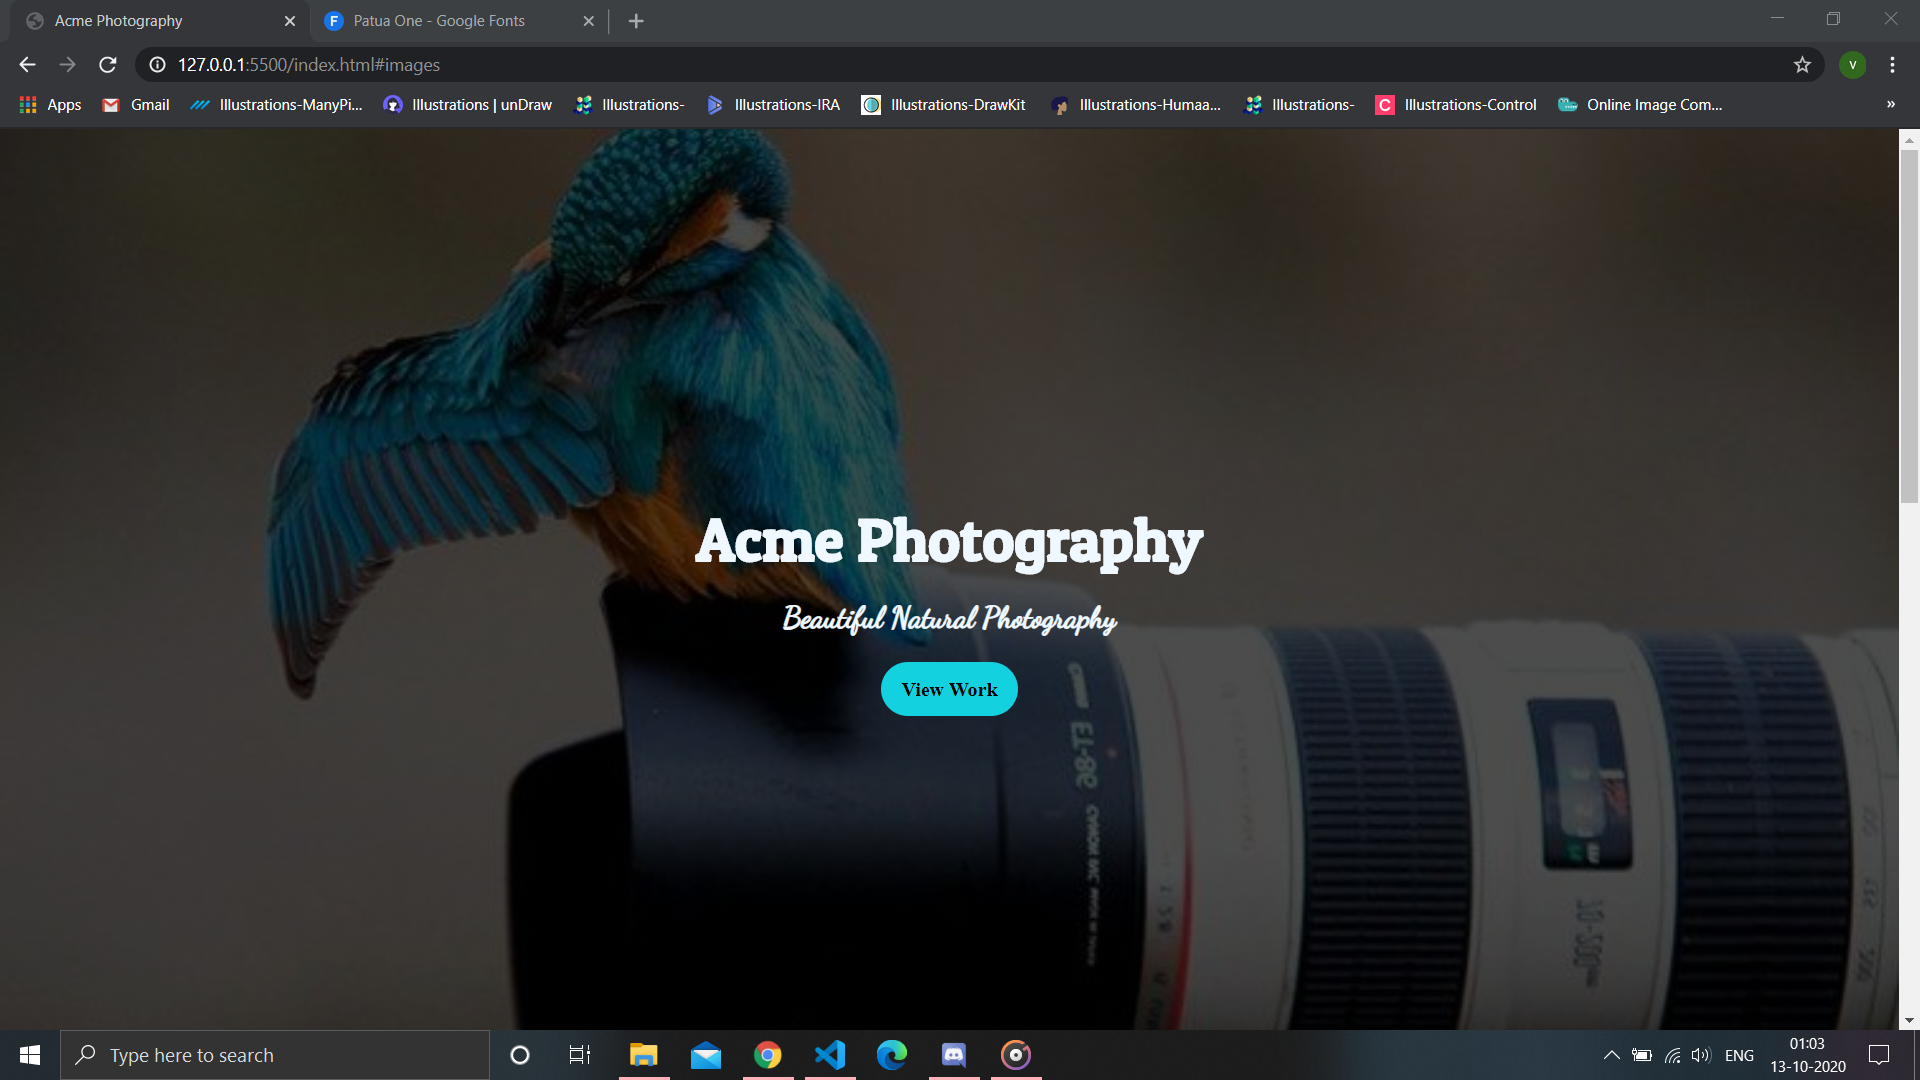 Acme Photography
Patua One - Google Fonts
127.0.0.1:5500/index.html#images
V
Apps
Gmail
Illustrations-ManyPi...
Illustrations | unDraw
Illustrations-
Illustrations-IRA
Illustrations-DrawKit
Illustrations-Humaa...
Illustrations-
Illustrations-Control
Online Image Com...
»
Acme Photography
Beautiful Natural Photography
View Work
Type here to search
ENG
01:03
13-10-2020